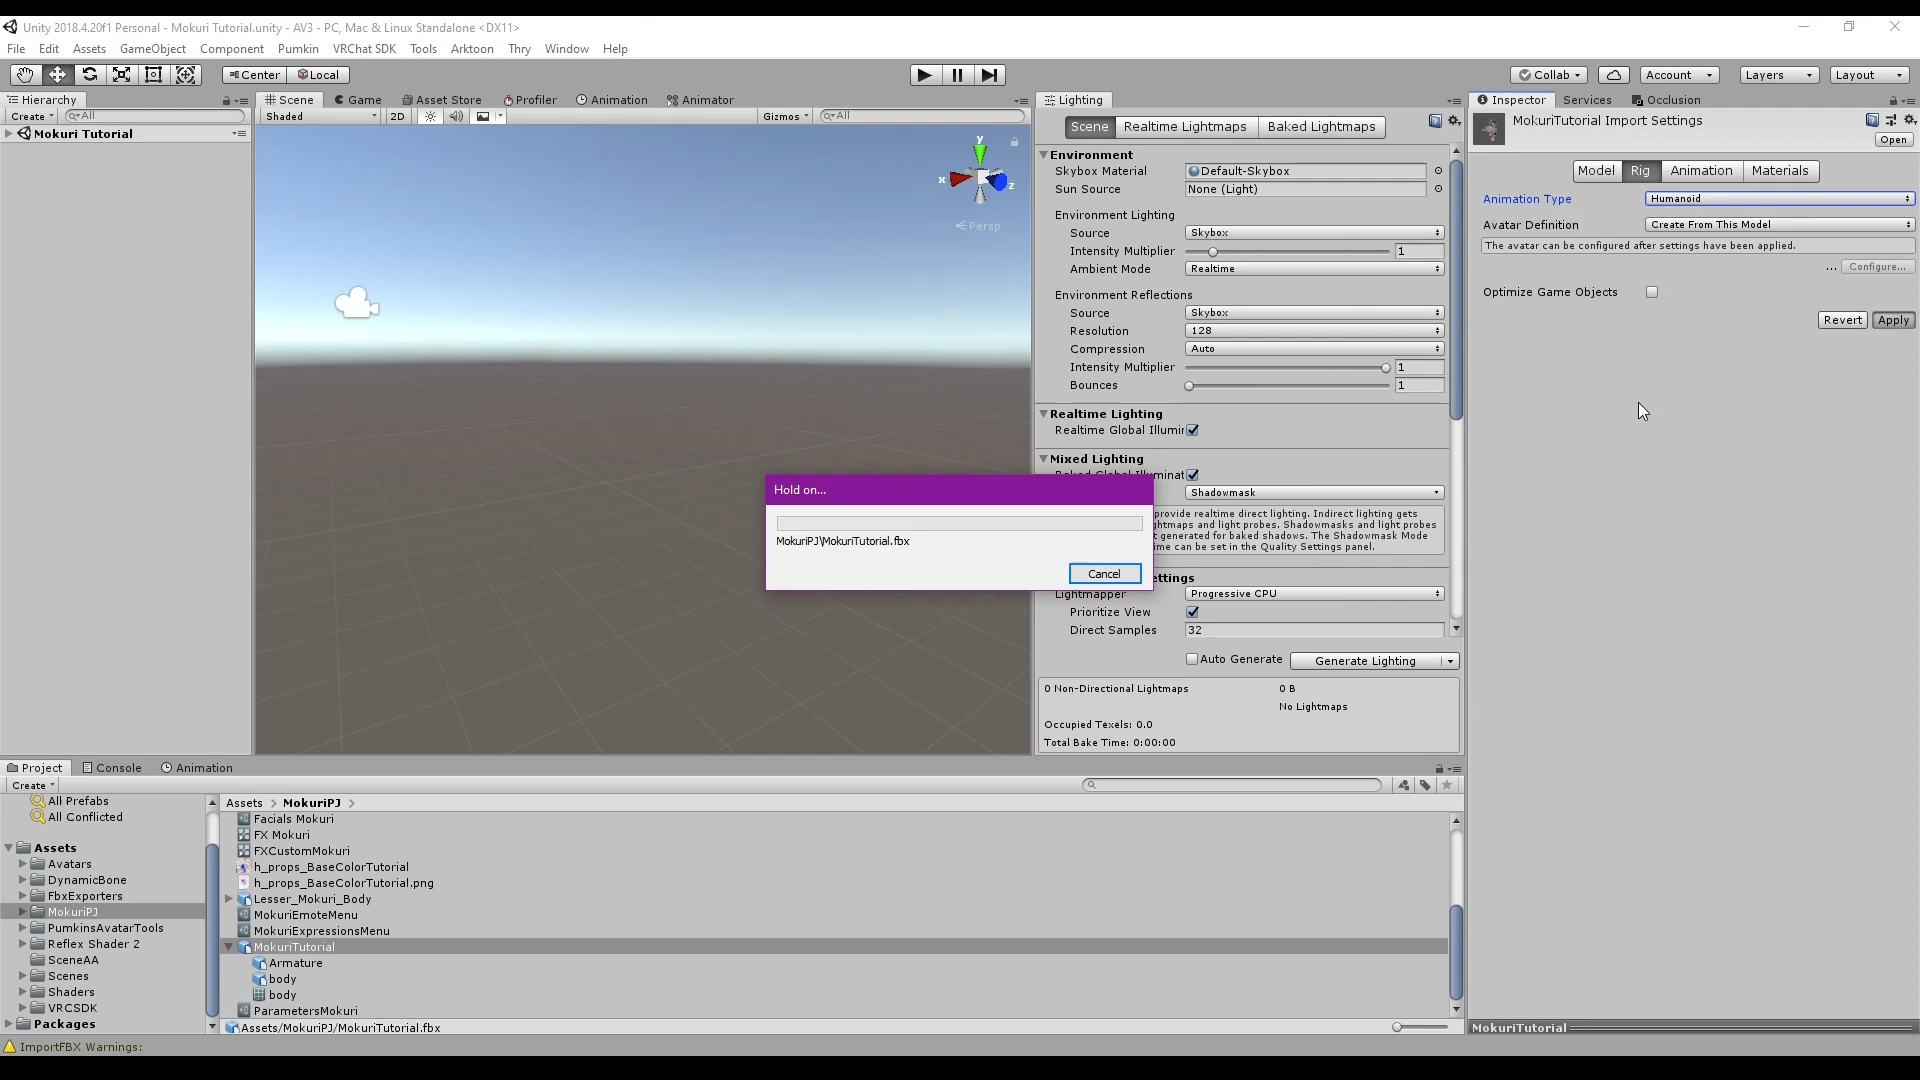 Unity 2018.4.20f1 Personal - Mokuri Tutorial.unity - AV3 - PC, Mac & Linux Standalone <DX11>
File Edit Assets GameObject Component Pumkin VRChat SDK Tools Arktoon Thry Window Help
Center Local
Collab Account Layers Layout
Hierarchy
Create All
Mokuri Tutorial
Scene Game Asset Store Profiler Animation Animator
Shaded 2D Gizmos All
y
x
z
Persp
Lighting
Scene Realtime Lightmaps Baked Lightmaps
Environment
Skybox Material Default-Skybox
Sun Source None (Light)
Environment Lighting
Source Skybox
Intensity Multiplier 1
Ambient Mode Realtime
Environment Reflections
Source Skybox
Resolution 128
Compression Auto
Intensity Multiplier 1
Bounces 1
Realtime Lighting
Realtime Global Illumir
Mixed Lighting
Shadowmask
provide realtime direct lighting. Indirect lighting gets
ghtmaps and light probes. Shadowmasks and light probes
t generated for baked shadows. The Shadowmask Mode
me can be set in the Quality Settings panel.
ettings
Lightmapper Progressive CPU
Prioritize View
Direct Samples 32
Auto Generate Generate Lighting
0 Non-Directional Lightmaps 0 B
No Lightmaps
Occupied Texels: 0.0
Total Bake Time: 0:00:00
Hold on...
MokuriPJ\MokuriTutorial.fbx
Cancel
Inspector Services Occlusion
MokuriTutorial Import Settings
Open
Model Rig Animation Materials
Animation Type Humanoid
Avatar Definition Create From This Model
The avatar can be configured after settings have been applied.
... Configure...
Optimize Game Objects
Revert Apply
Project Console Animation
Create
All Prefabs
All Conflicted
Assets
Avatars
DynamicBone
FbxExporters
MokuriPJ
PumkinsAvatarTools
Reflex Shader 2
SceneAA
Scenes
Shaders
VRCSDK
Packages
Assets > MokuriPJ >
Facials Mokuri
FX Mokuri
FXCustomMokuri
h_props_BaseColorTutorial
h_props_BaseColorTutorial.png
Lesser_Mokuri_Body
MokuriEmoteMenu
MokuriExpressionsMenu
MokuriTutorial
Armature
body
body
ParametersMokuri
Assets/MokuriPJ/MokuriTutorial.fbx
MokuriTutorial
ImportFBX Warnings: